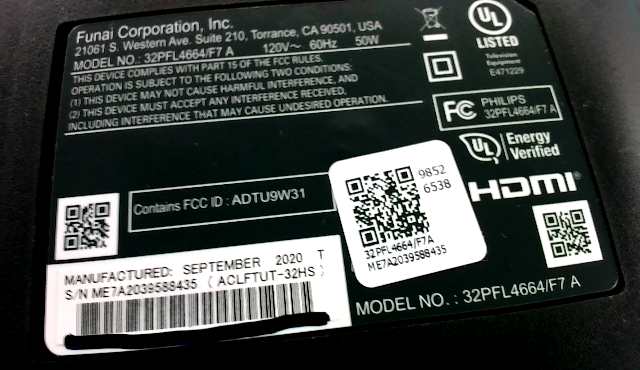 Funai Corporation, Inc.
21061 S. Western Ave. Suite 210, Torrance, CA 90501, USA
MODEL NO.: 32PFL4664/F7 A 120V~ 60Hz 50W
THIS DEVICE COMPLIES WITH PART 15 OF THE FCC RULES.
OPERATION IS SUBJECT TO THE FOLLOWING TWO CONDITIONS:
(1) THIS DEVICE MAY NOT CAUSE HARMFUL INTERFERENCE, AND
(2) THIS DEVICE MUST ACCEPT ANY INTERFERENCE RECEIVED,
INCLUDING INTERFERENCE THAT MAY CAUSE UNDESIRED OPERATION.
UL
LISTED
Television
Equipment
E471229
FC PHILIPS
32PFL4664/F7 A
UL Energy
Verified
HDMI®
Contains FCC ID : ADTU9W31
9852
6538
32PFL4664/F7A
ME7A2039588435
MANUFACTURED: SEPTEMBER 2020 T
S/N ME7A2039588435 (ACLFTUT-32HS)
MODEL NO. : 32PFL4664/F7 A